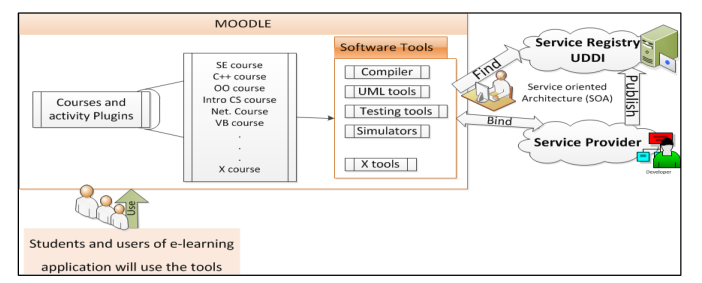 MOODLE
Courses and
activity Plugins
SE course
C++ course
OO course
Intro CS course
Net. Course
VB course
.
.
.
X course
Software Tools
Compiler
UML tools
Testing tools
Simulators
X tools
Find
Service Registry
UDDI
Service oriented
Architecture (SOA)
Publish
Bind
Service Provider
Developer
Use
Students and users of e-learning
application will use the tools